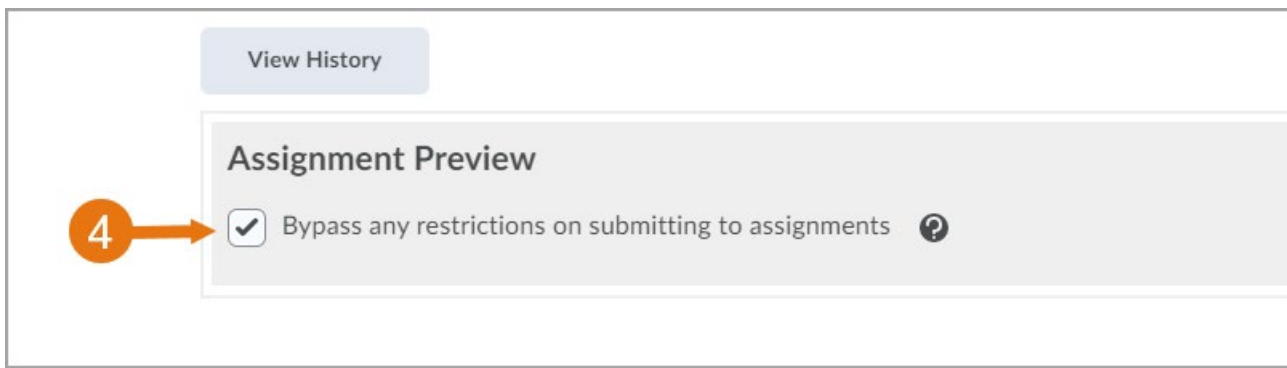 View History
Assignment Preview
4
Bypass any restrictions on submitting to assignments ?